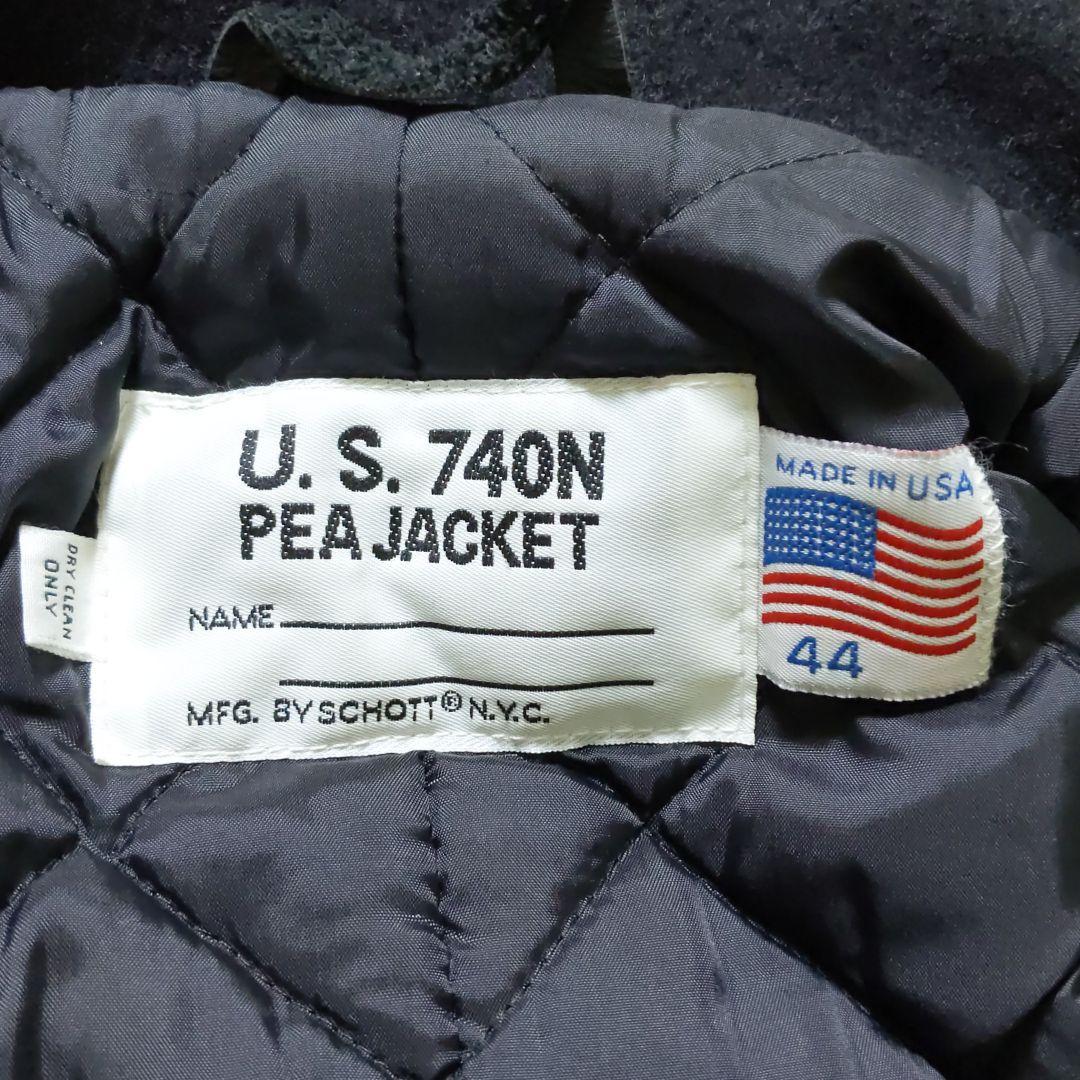 U. S. 740N
PEA JACKET
NAME
MFG. BY SCHOTT® N.Y.C.
DRY CLEAN
ONLY
MADE IN USA
44